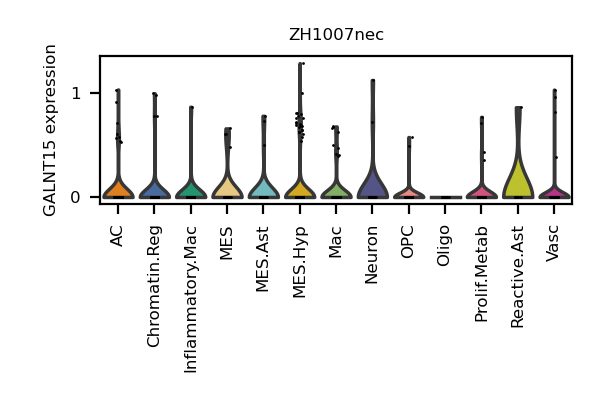 ZH1007nec
GALNT15 expression
1
0
AC
Chromatin.Reg
Inflammatory.Mac
MES
MES.Ast
MES.Hyp
Mac
Neuron
OPC
Oligo
Prolif.Metab
Reactive.Ast
Vasc